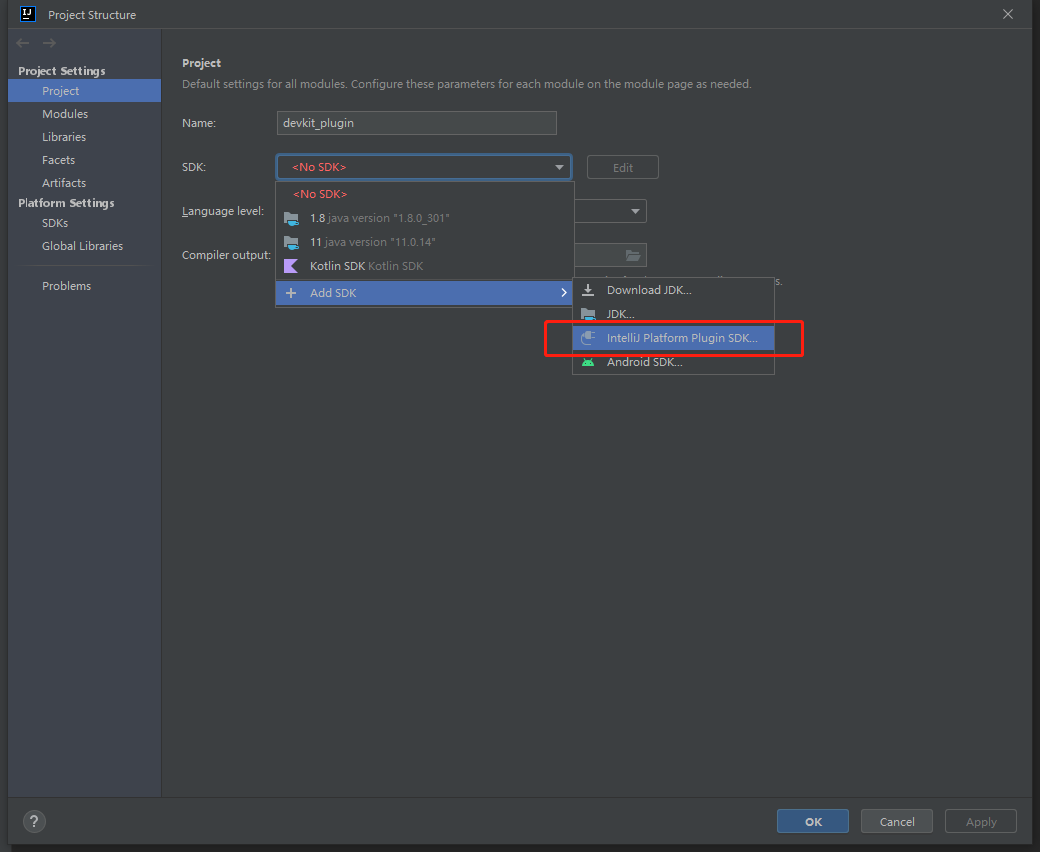 IJ
Project Structure
Project Settings
Project
Modules
Libraries
Facets
Artifacts
Platform Settings
SDKs
Global Libraries
Problems
Project
Default settings for all modules. Configure these parameters for each module on the module page as needed.
Name: devkit_plugin
SDK: <No SDK> Edit
<No SDK>
1.8 java version "1.8.0_301"
11 java version "11.0.14"
Kotlin SDK Kotlin SDK
+ Add SDK
Language level:
Compiler output:
s.
Download JDK...
JDK...
IntelliJ Platform Plugin SDK...
Android SDK...
?
OK
Cancel
Apply